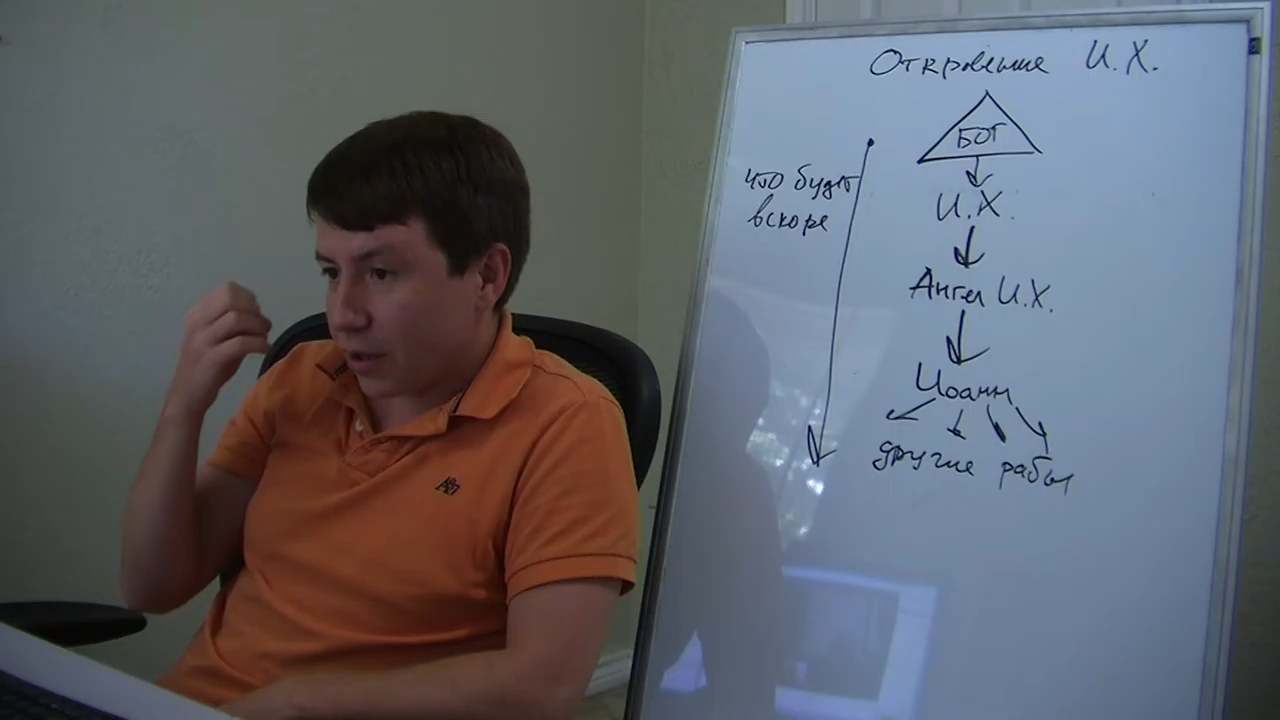 Откровение И.Х.
БОГ
что будет
вскоре
И.Х.
Ангел И.Х.
Иоанн
другие рабы